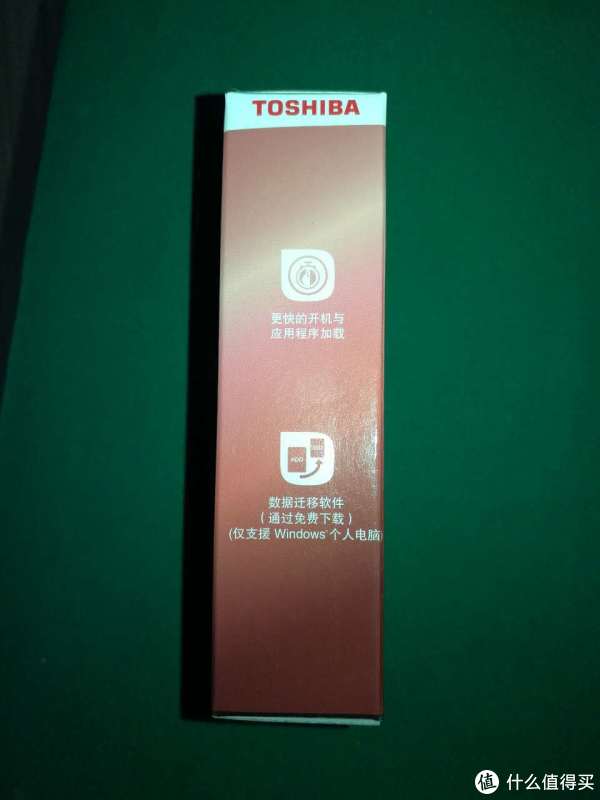 TOSHIBA
更快的开机与
应用程序加载
HDD
数据迁移软件
(通过免费下载)
(仅支援 Windows 个人电脑)
值 什么值得买